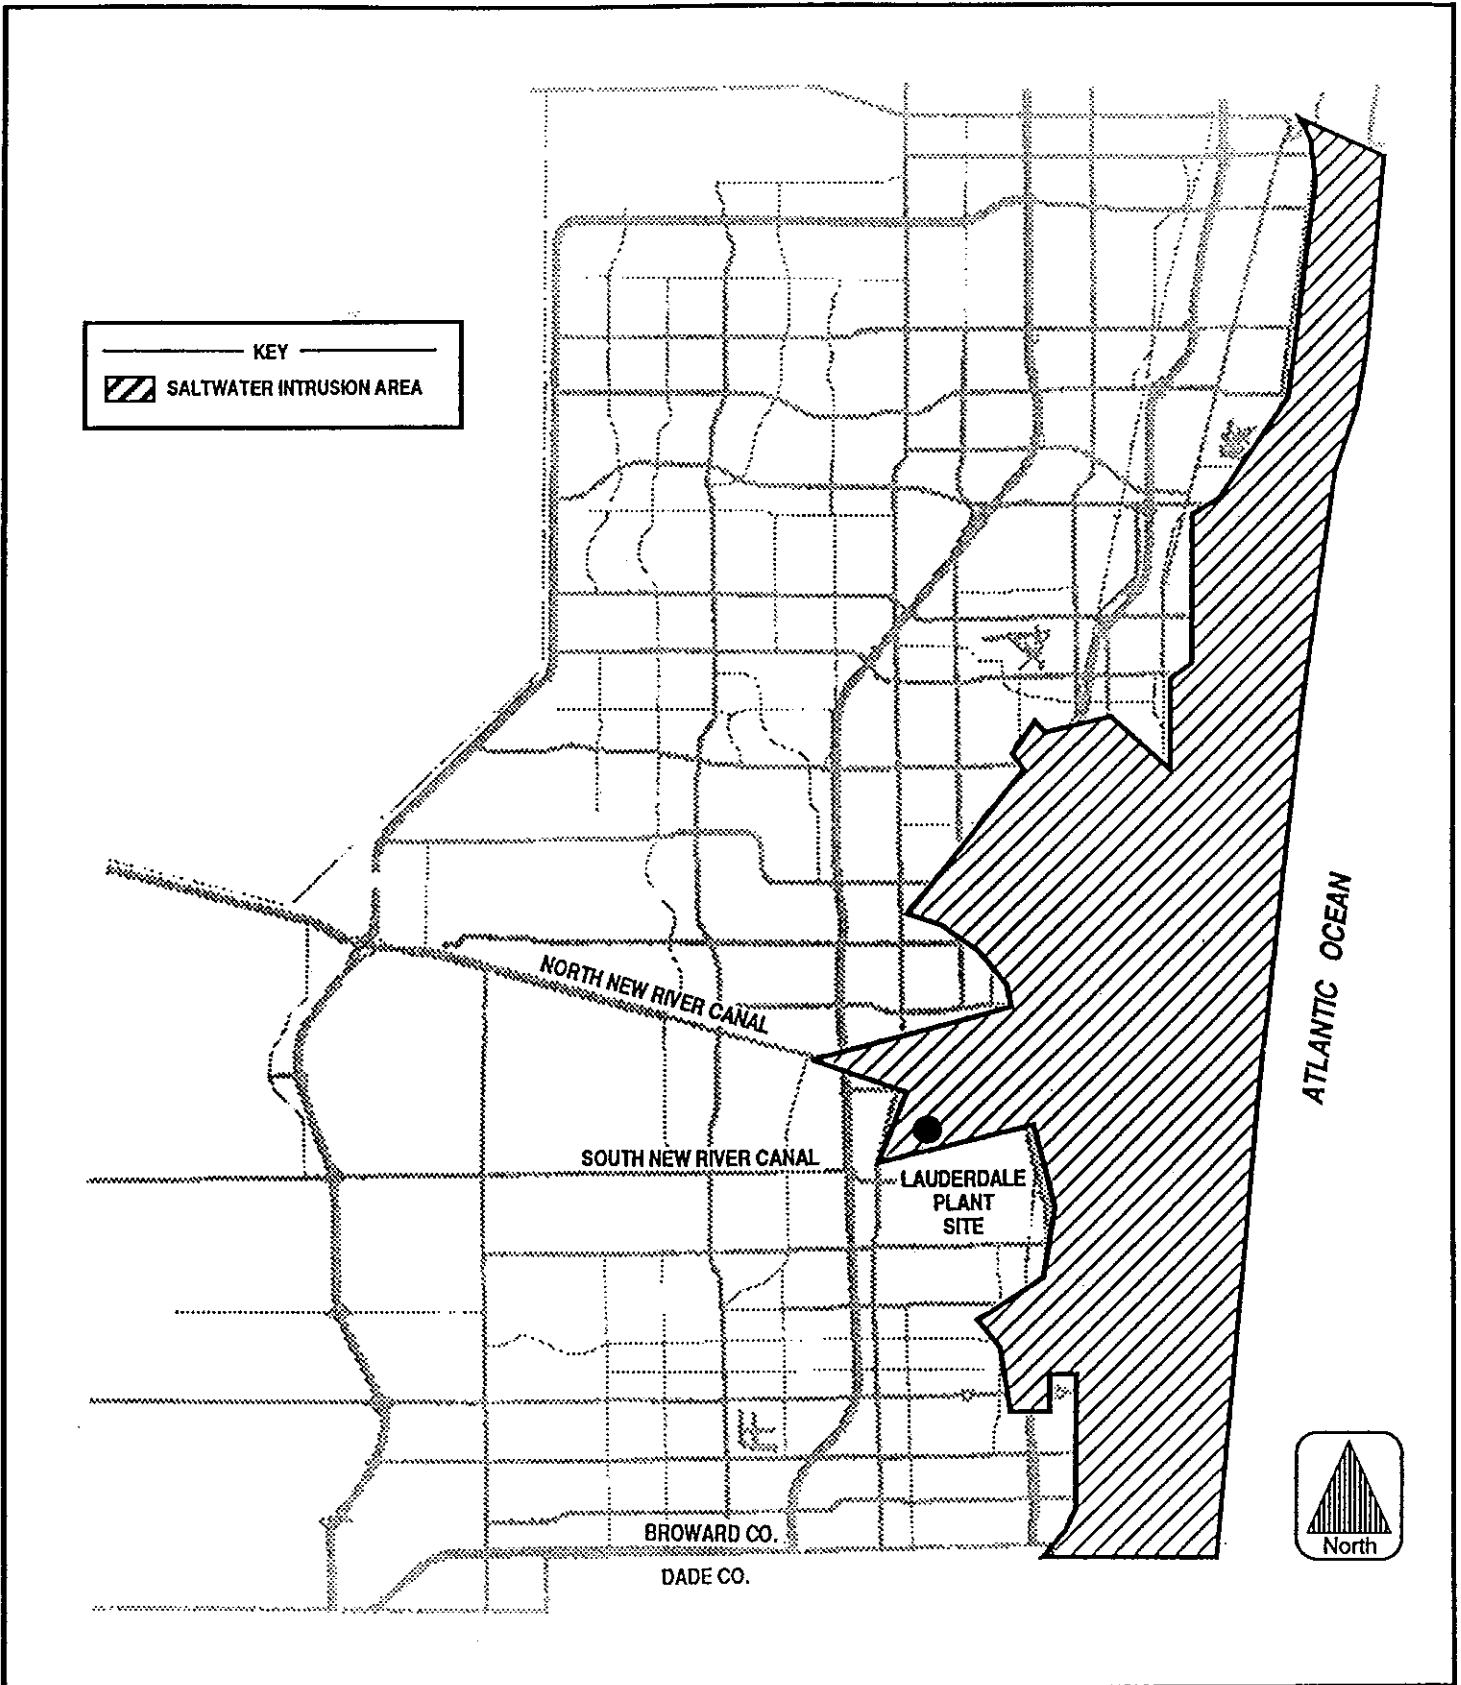 KEY
SALTWATER INTRUSION AREA
ATLANTIC OCEAN
NORTH NEW RIVER CANAL
SOUTH NEW RIVER CANAL
LAUDERDALE
PLANT
SITE
BROWARD CO.
DADE CO.
North